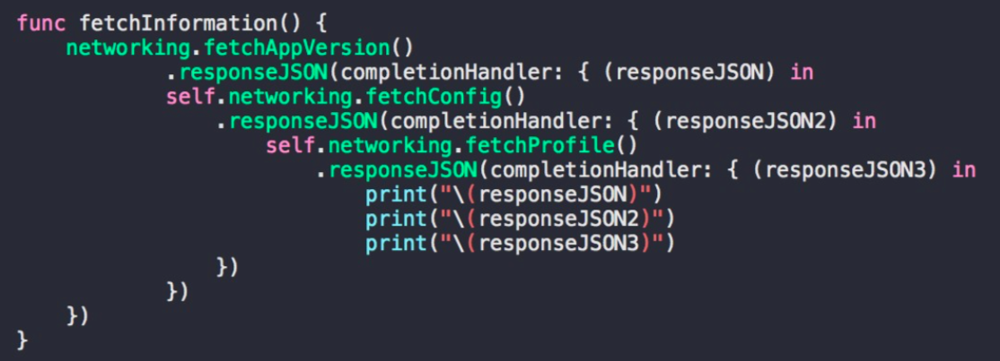 func fetchInformation() {
networking.fetchAppVersion()
.responseJSON(completionHandler: { (responseJSON) in
self.networking.fetchConfig()
.responseJSON(completionHandler: { (responseJSON2) in
self.networking.fetchProfile()
.responseJSON(completionHandler: { (responseJSON3) in
print("\(responseJSON)")
print("\(responseJSON2)")
print("\(responseJSON3)")
})
})
})
}